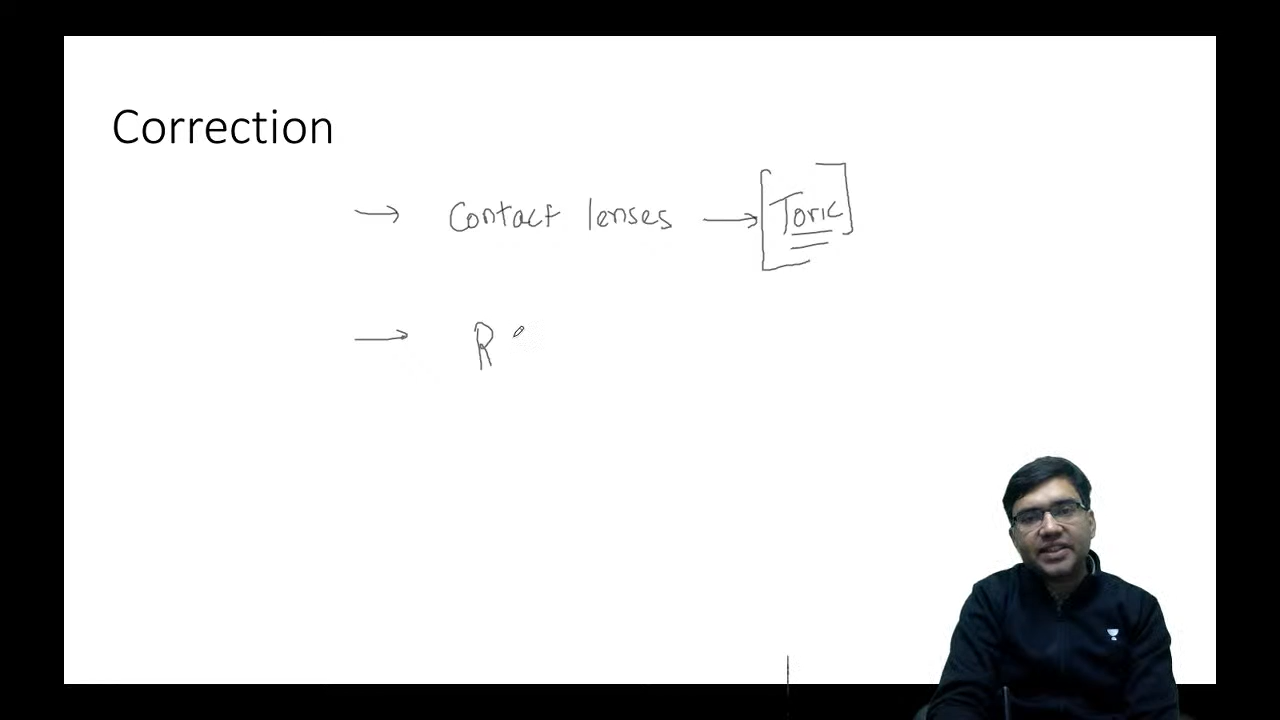 Correction
→ Contact lenses → [Toric]
→ R